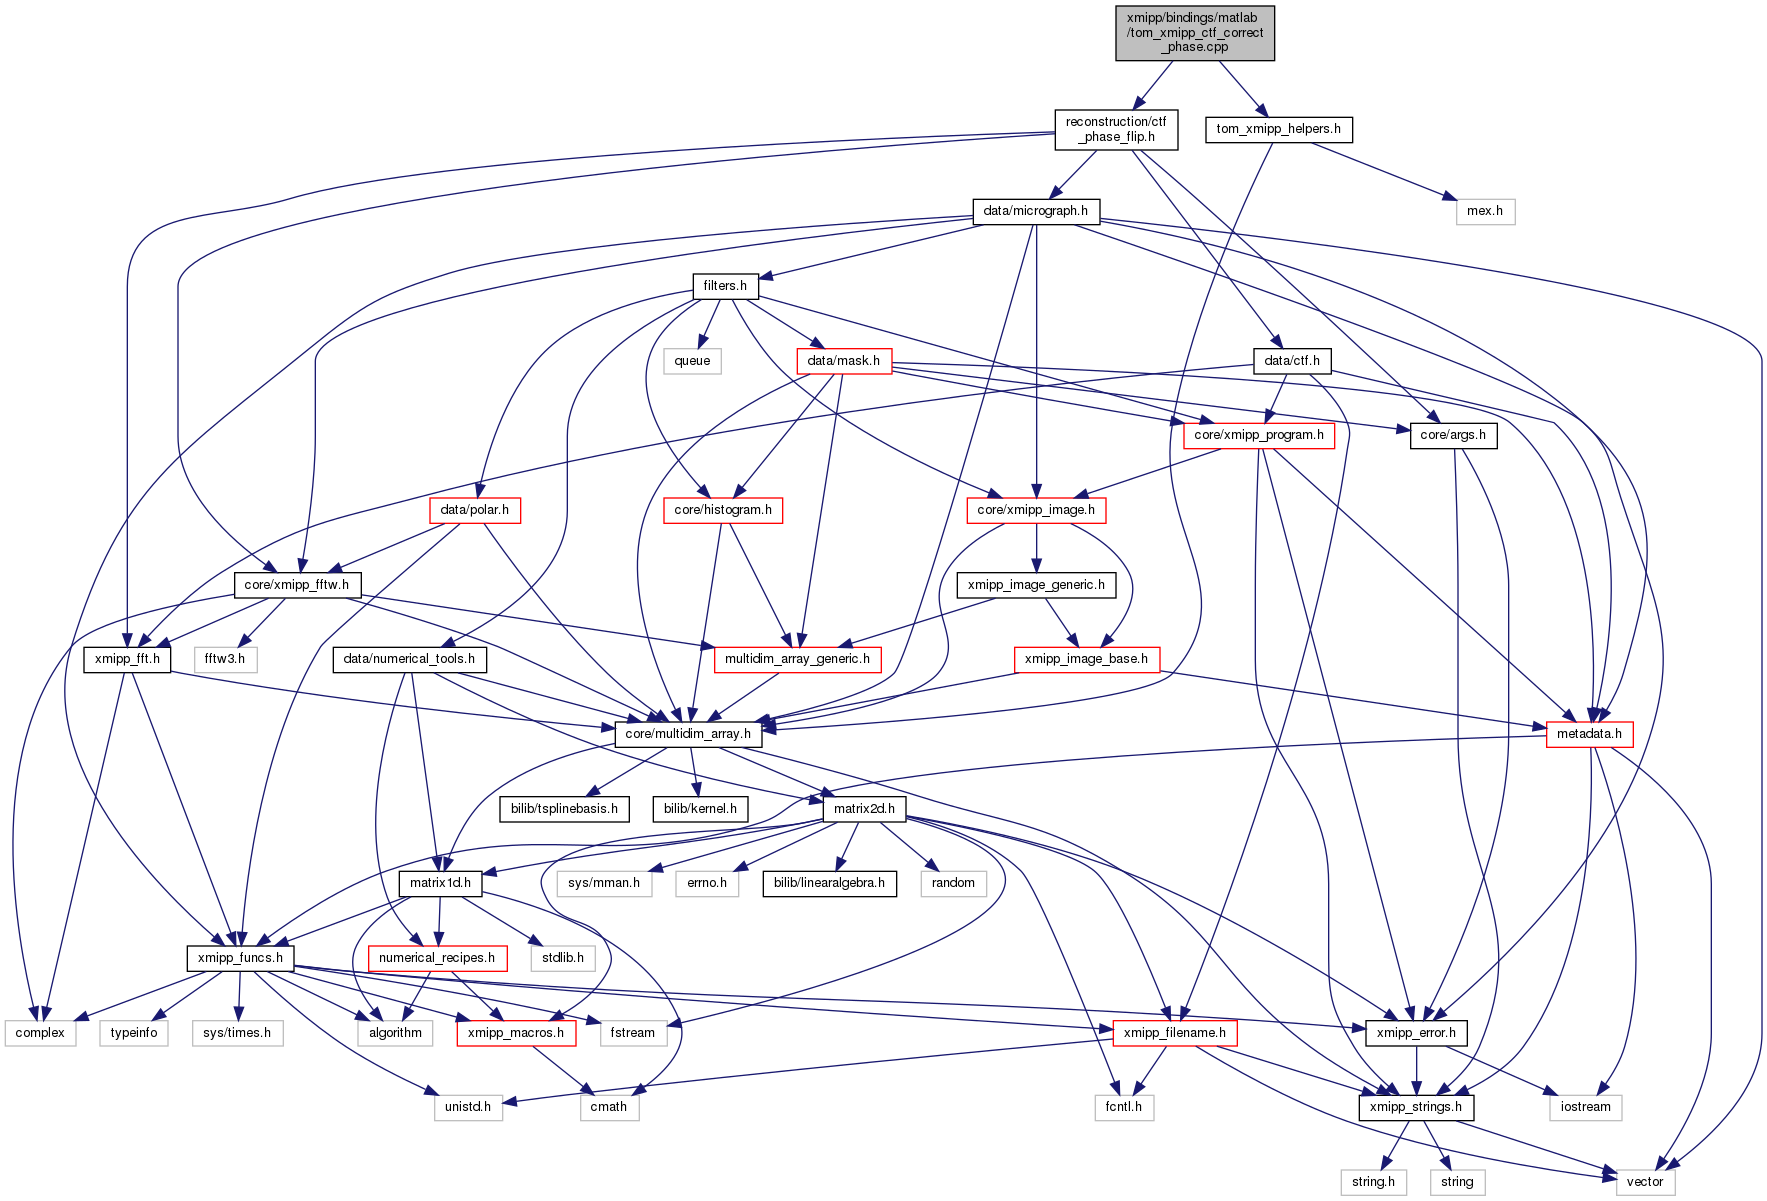 xmipp/bindings/matlab
/tom_xmipp_ctf_correct
_phase.cpp
reconstruction/ctf
_phase_flip.h
tom_xmipp_helpers.h
data/micrograph.h
mex.h
filters.h
queue
data/mask.h
data/ctf.h
core/xmipp_program.h
core/args.h
data/polar.h
core/histogram.h
core/xmipp_image.h
core/xmipp_fftw.h
xmipp_image_generic.h
xmipp_fft.h
fftw3.h
data/numerical_tools.h
multidim_array_generic.h
xmipp_image_base.h
core/multidim_array.h
metadata.h
bilib/tsplinebasis.h
bilib/kernel.h
matrix2d.h
matrix1d.h
sys/mman.h
errno.h
bilib/linearalgebra.h
random
xmipp_funcs.h
numerical_recipes.h
stdlib.h
complex
typeinfo
sys/times.h
algorithm
xmipp_macros.h
fstream
xmipp_filename.h
xmipp_error.h
unistd.h
cmath
fcntl.h
xmipp_strings.h
iostream
string.h
string
vector